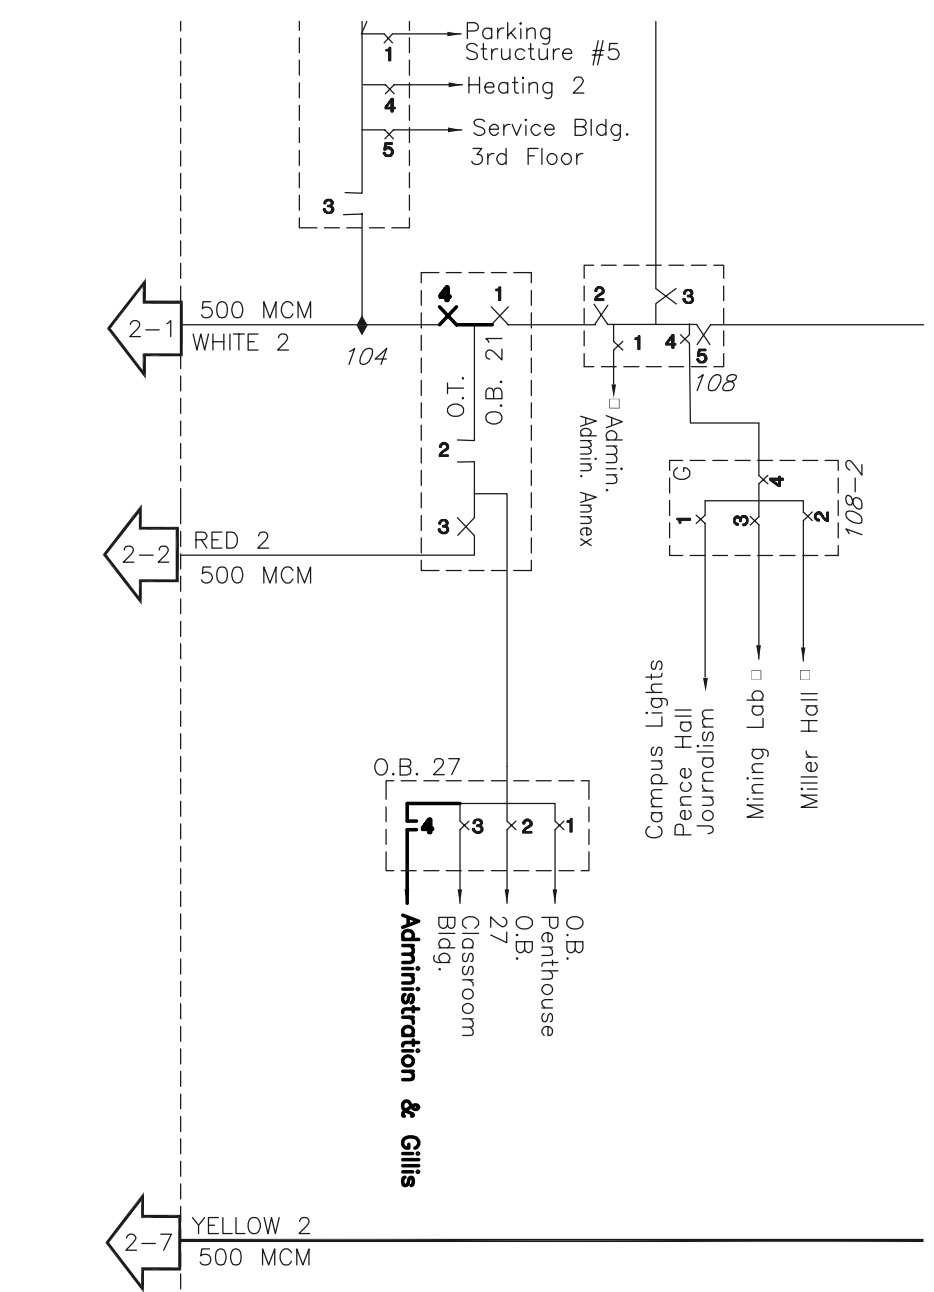 Parking
Structure #5
1
Heating 2
4
Service Bldg.
3rd Floor
5
3
2-1
500 MCM
WHITE 2
104
4
1
O.T.
O.B. 21
2
3
2
3
1
4
5
108
Admin.
Admin. Annex
G
4
1
3
2
108-2
2-2
RED 2
500 MCM
Campus Lights
Pence Hall
Journalism
Mining Lab
Miller Hall
O.B. 27
4
3
2
1
Administration & Gillis
Classroom
Bldg.
O.B.
27
O.B.
Penthouse
2-7
YELLOW 2
500 MCM